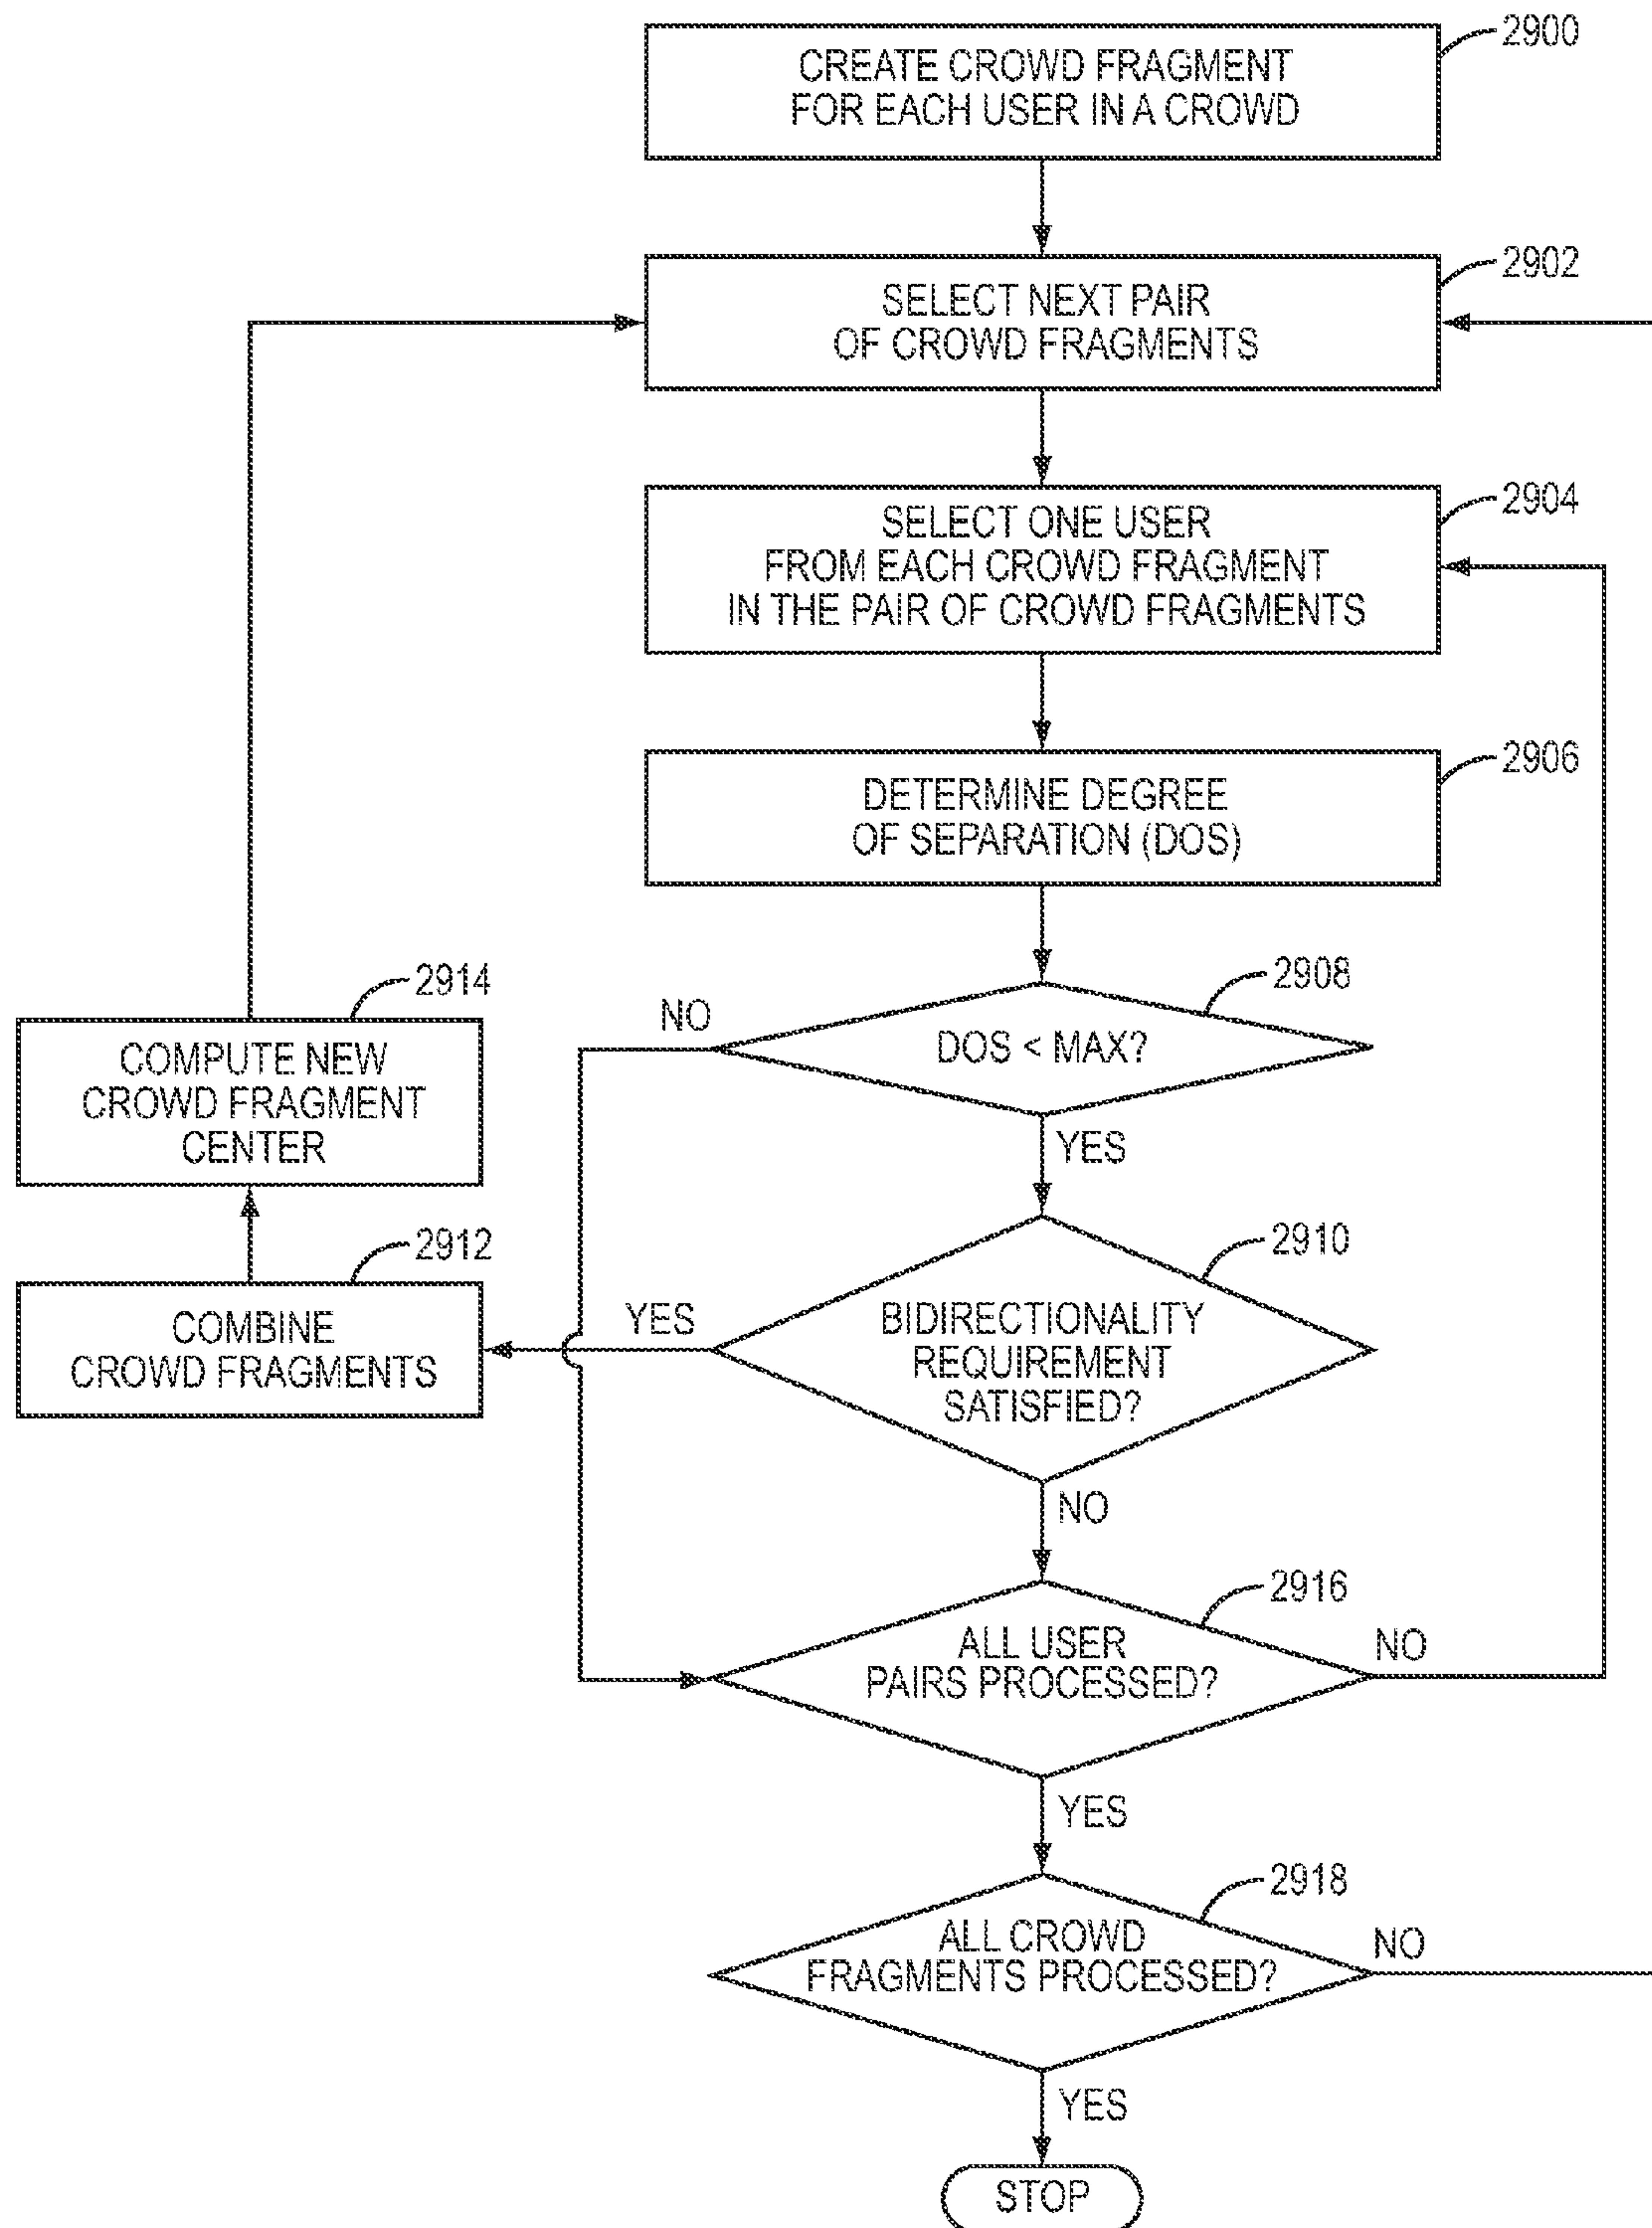 2900
CREATE CROWD FRAGMENT
FOR EACH USER IN A CROWD
2902
SELECT NEXT PAIR
OF CROWD FRAGMENTS
2904
SELECT ONE USER
FROM EACH CROWD FRAGMENT
IN THE PAIR OF CROWD FRAGMENTS
2906
DETERMINE DEGREE
OF SEPARATION (DOS)
2908
NO
DOS < MAX?
YES
2914
COMPUTE NEW
CROWD FRAGMENT
CENTER
2910
BIDIRECTIONALITY
REQUIREMENT
SATISFIED?
YES
2912
COMBINE
CROWD FRAGMENTS
NO
2916
ALL USER
PAIRS PROCESSED?
NO
YES
2918
ALL CROWD
FRAGMENTS PROCESSED?
NO
YES
STOP